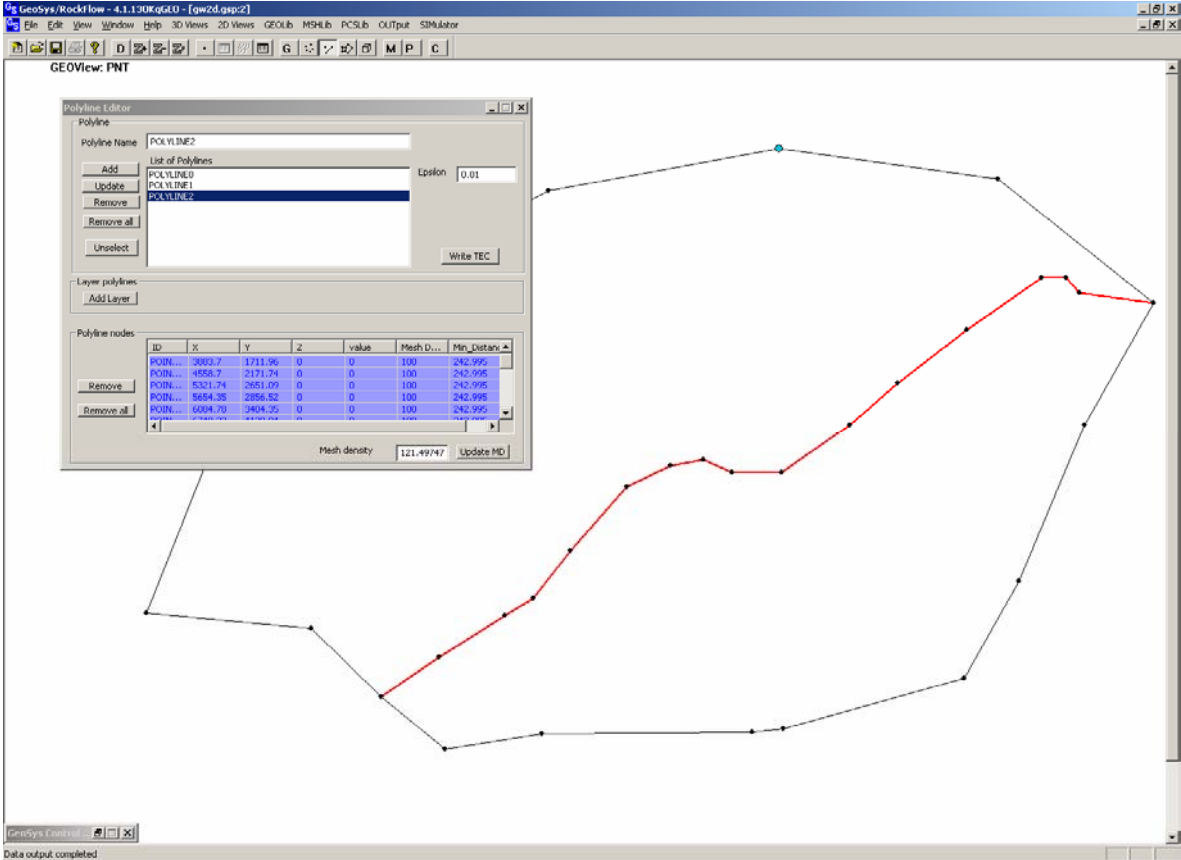 GeoSys/RockFlow - 4.1.130KqGEO - [gw2d.gsp:2]
File Edit View Window Help 3D Views 2D Views GEOLib MSHLib PCSLib OUTput SIMulator
D G M P C
GEOView: PNT
Polyline Editor
Polyline
Polyline Name POLYLINE2
List of Polylines
Add
Update
Remove
Remove all
Unselect
POLYLINE0
POLYLINE1
POLYLINE2
Epsilon 0.01
Write TEC
Layer polylines
Add Layer
Polyline nodes
ID X Y Z value Mesh D... Min_Distanc
POIN... 3883.7 1711.96 0 0 100 242.995
POIN... 4558.7 2171.74 0 0 100 242.995
POIN... 5321.74 2651.09 0 0 100 242.995
POIN... 5654.35 2856.52 0 0 100 242.995
POIN... 6084.78 3404.35 0 0 100 242.995
Remove
Remove all
Mesh density 121.49747 Update MD
GeoSys Control
Data output completed